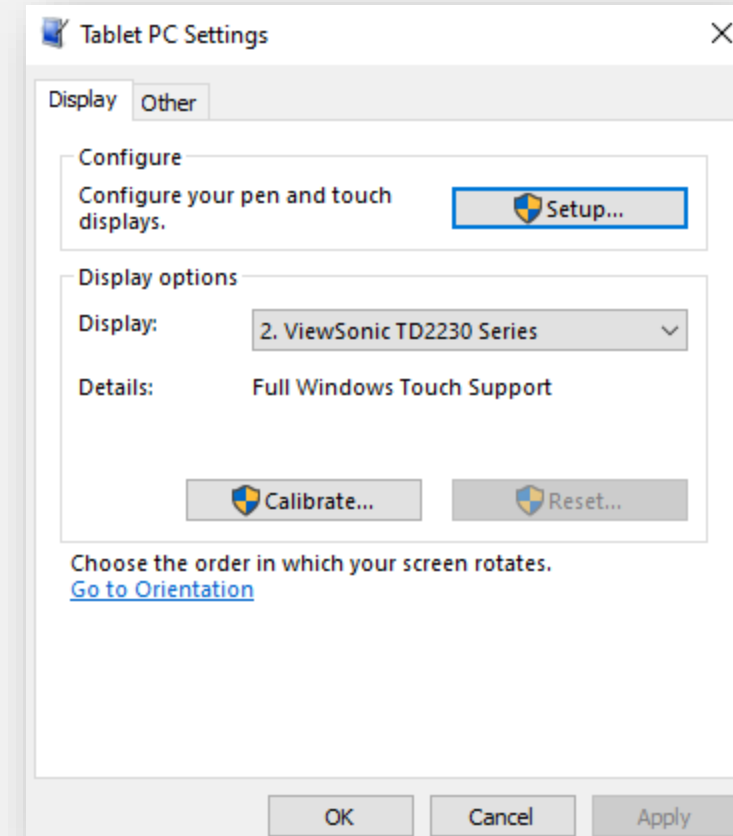 Tablet PC Settings
Display
Other
Configure
Configure your pen and touch
displays.
Setup...
Display options
Display:
2. ViewSonic TD2230 Series
Details:
Full Windows Touch Support
Calibrate...
Reset...
Choose the order in which your screen rotates.
Go to Orientation
OK
Cancel
Apply